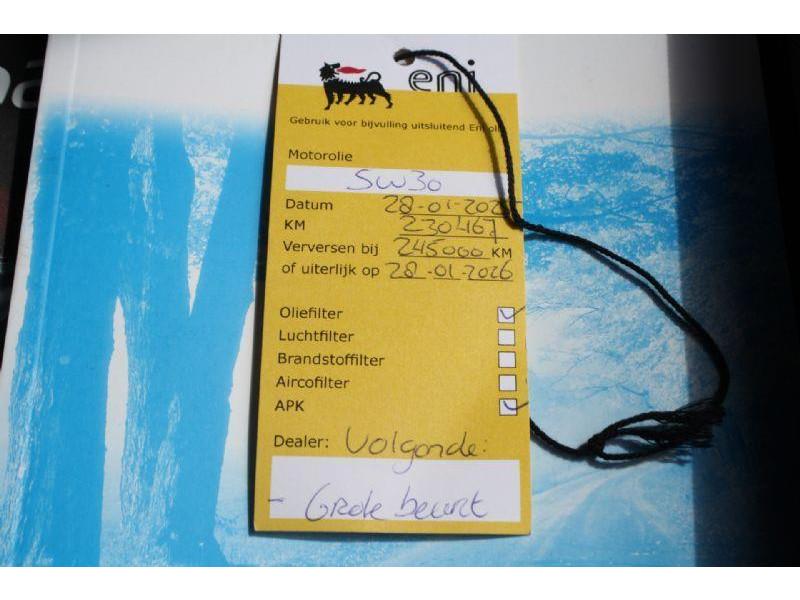 eni
Gebruik voor bijvulling uitsluitend Eni olie
Motorolie
5W30
Datum 28-01-2025
KM 230467
Verversen bij 245000 KM
of uiterlijk op 28-01-2026
Oliefilter
Luchtfilter
Brandstoffilter
Aircofilter
APK
Dealer: Volgende:
- Grote beurt